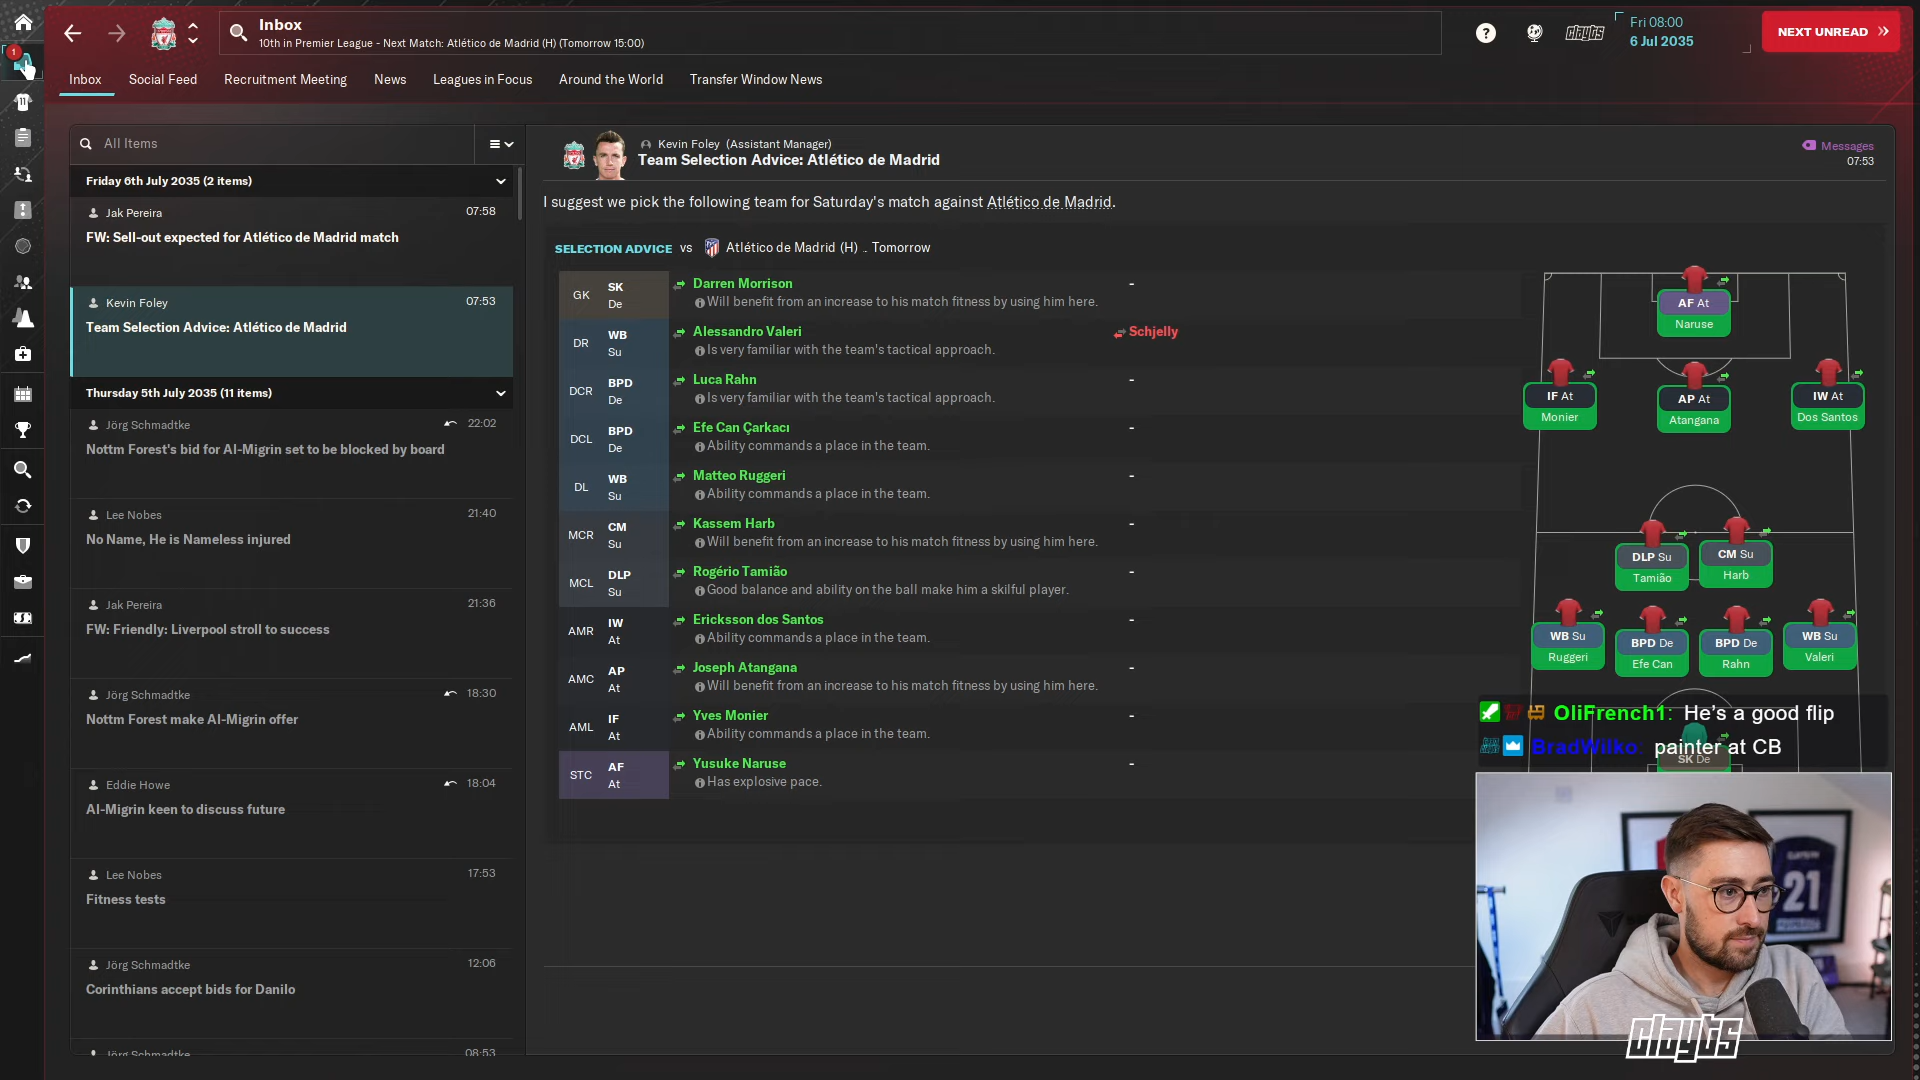 Inbox
10th in Premier League - Next Match: Atlético de Madrid (H) (Tomorrow 15:00)
?
clayts
Fri 08:00
6 Jul 2035
NEXT UNREAD
1
11
Inbox
Social Feed
Recruitment Meeting
News
Leagues in Focus
Around the World
Transfer Window News
All Items
Friday 6th July 2035 (2 items)
Jak Pereira
07:58
FW: Sell-out expected for Atlético de Madrid match
Kevin Foley
07:53
Team Selection Advice: Atlético de Madrid
Thursday 5th July 2035 (11 items)
Jörg Schmadtke
22:02
Nottm Forest's bid for Al-Migrin set to be blocked by board
Lee Nobes
21:40
No Name, He is Nameless injured
Jak Pereira
21:36
FW: Friendly: Liverpool stroll to success
Jörg Schmadtke
18:30
Nottm Forest make Al-Migrin offer
Eddie Howe
18:04
Al-Migrin keen to discuss future
Lee Nobes
17:53
Fitness tests
Jörg Schmadtke
12:06
Corinthians accept bids for Danilo
Jörg Schmadtke
08:53
Kevin Foley (Assistant Manager)
Team Selection Advice: Atlético de Madrid
Messages
07:53
I suggest we pick the following team for Saturday's match against Atlético de Madrid.
SELECTION ADVICE vs Atlético de Madrid (H) .. Tomorrow
GK
SK
De
Darren Morrison
Will benefit from an increase to his match fitness by using him here.
-
DR
WB
Su
Alessandro Valeri
Is very familiar with the team's tactical approach.
Schjelly
DCR
BPD
De
Luca Rahn
Is very familiar with the team's tactical approach.
-
DCL
BPD
De
Efe Can Çarkacı
Ability commands a place in the team.
-
DL
WB
Su
Matteo Ruggeri
Ability commands a place in the team.
-
MCR
CM
Su
Kassem Harb
Will benefit from an increase to his match fitness by using him here.
-
MCL
DLP
Su
Rogério Tamião
Good balance and ability on the ball make him a skilful player.
-
AMR
IW
At
Ericksson dos Santos
Ability commands a place in the team.
-
AMC
AP
At
Joseph Atangana
Will benefit from an increase to his match fitness by using him here.
-
AML
IF
At
Yves Monier
Ability commands a place in the team.
-
STC
AF
At
Yusuke Naruse
Has explosive pace.
-
AF At
Naruse
IF At
Monier
AP At
Atangana
IW At
Dos Santos
DLP Su
Tamião
CM Su
Harb
WB Su
Ruggeri
BPD De
Efe Can
BPD De
Rahn
WB Su
Valeri
OliFrench1: He's a good flip
BradWilko: painter at CB
SK De
CLAYTS
21
clayts